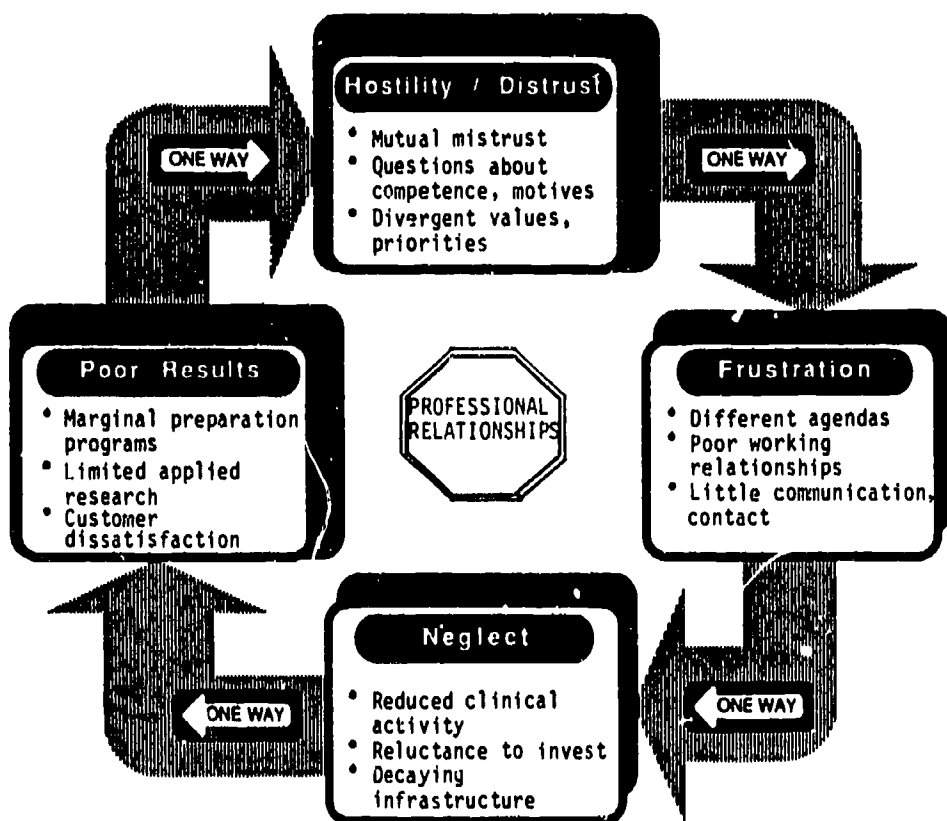 Hostility / Distrust
• Mutual mistrust
• Questions about
competence, motives
• Divergent values,
priorities
ONE WAY
ONE WAY
Frustration
• Different agendas
• Poor working
relationships
• Little communication,
contact
ONE WAY
Neglect
• Reduced clinical
activity
• Reluctance to invest
• Decaying
infrastructure
ONE WAY
Poor Results
• Marginal preparation
programs
• Limited applied
research
• Customer
dissatisfaction
PROFESSIONAL
RELATIONSHIPS